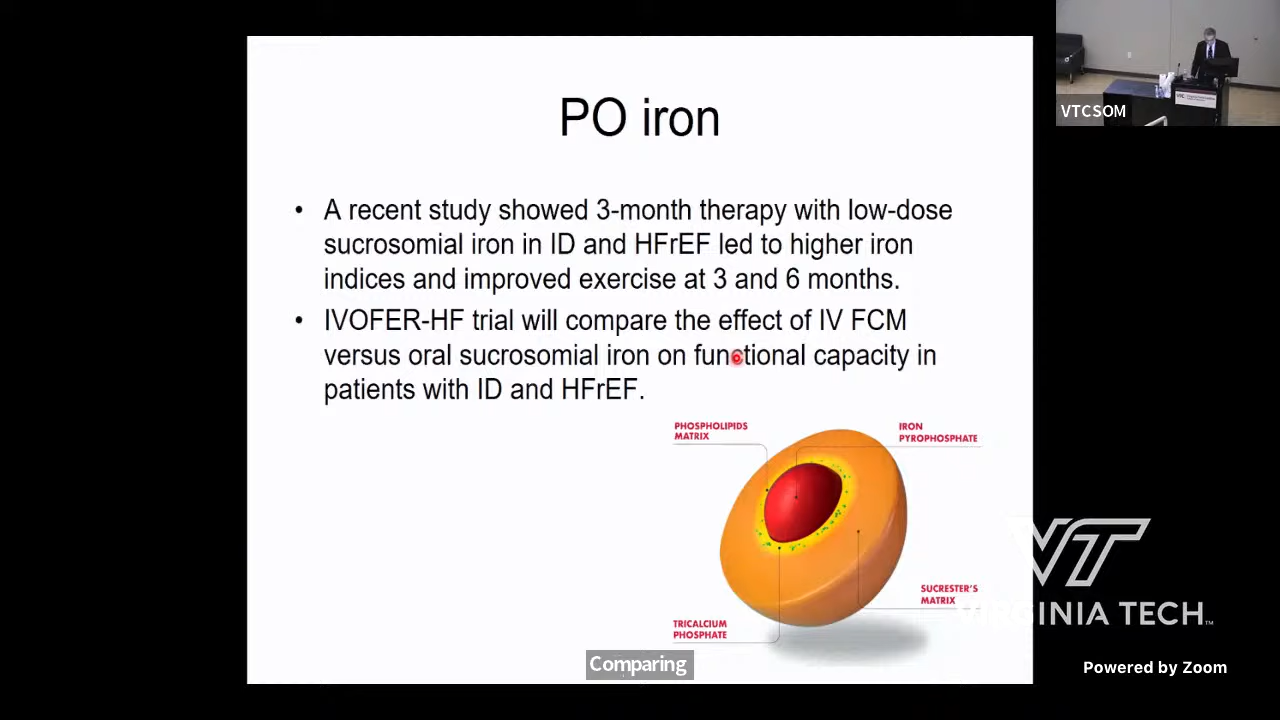 PO iron
• A recent study showed 3-month therapy with low-dose
sucrosomial iron in ID and HFrEF led to higher iron
indices and improved exercise at 3 and 6 months.
• IVOFER-HF trial will compare the effect of IV FCM
versus oral sucrosomial iron on functional capacity in
patients with ID and HFrEF.
PHOSPHOLIPIDS
MATRIX
IRON
PYROPHOSPHATE
SUCRESTER'S
MATRIX
TRICALCIUM
PHOSPHATE
Comparing
VTCSOM
VTC
VT
VIRGINIA TECH™
Powered by Zoom